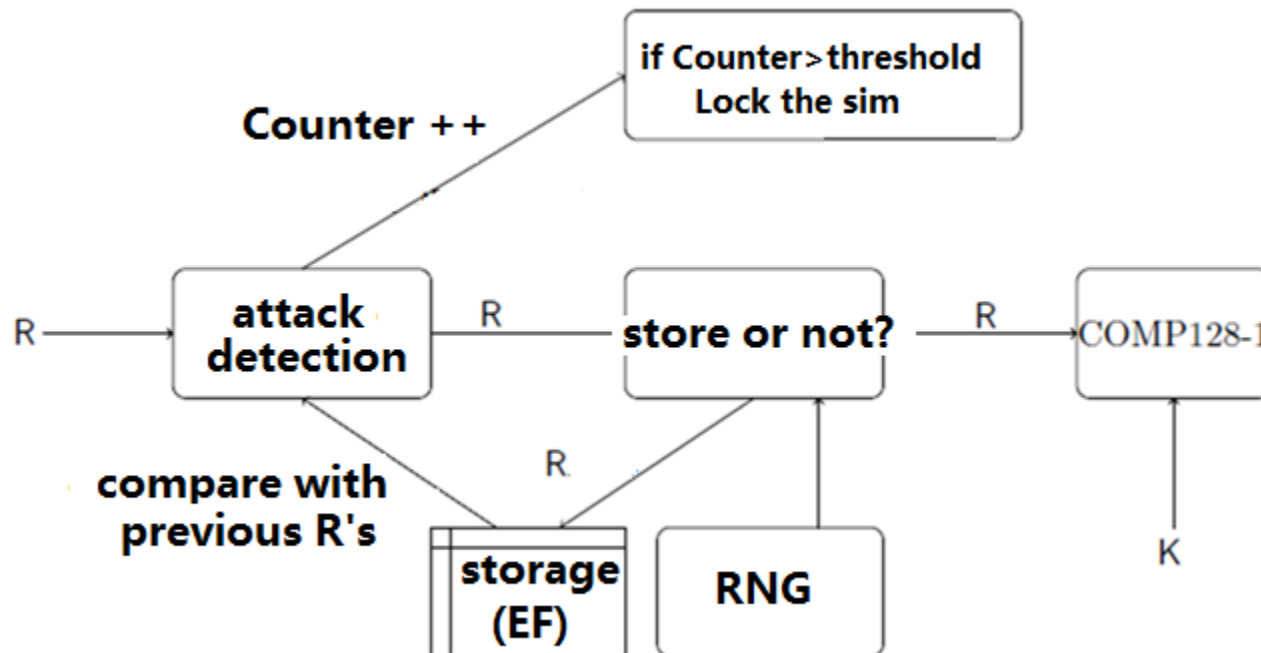 if Counter>threshold
Lock the sim
Counter ++
R
attack
detection
R
store or not?
R
COMP128-1
R
compare with
previous R's
storage
(EF)
RNG
K